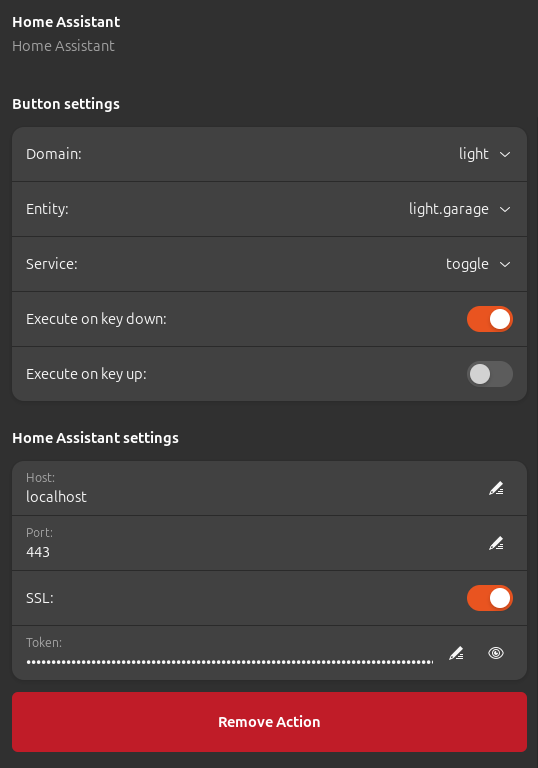 Home Assistant
Home Assistant
Button settings
Domain: light
Entity: light.garage
Service: toggle
Execute on key down:
Execute on key up:
Home Assistant settings
Host:
localhost
Port:
443
SSL:
Token:
Remove Action